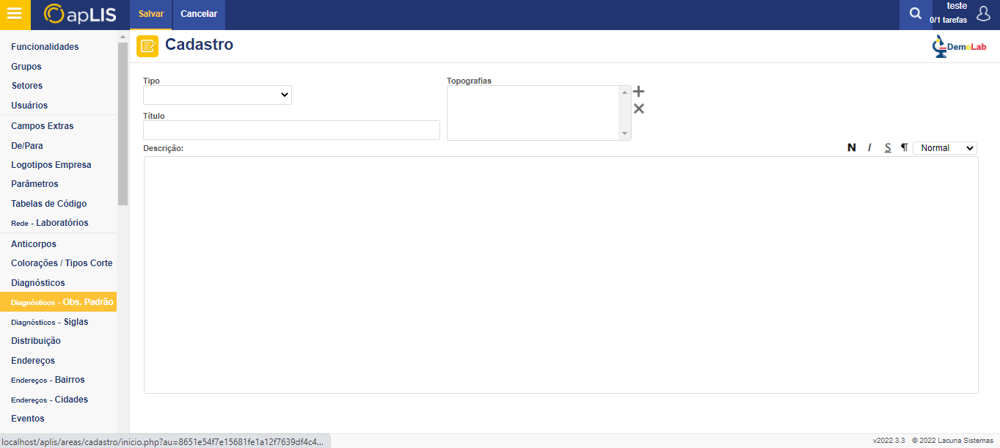 apLIS
Salvar
Cancelar
teste
0/1 tarefas
Funcionalidades
Grupos
Setores
Usuários
Campos Extras
De/Para
Logotipos Empresa
Parâmetros
Tabelas de Código
Rede - Laboratórios
Anticorpos
Colorações / Tipos Corte
Diagnósticos
Diagnósticos - Obs. Padrão
Diagnósticos - Siglas
Distribuição
Endereços
Endereços - Bairros
Endereços - Cidades
Eventos
Cadastro
DemoLab
Tipo
Topografias
Título
Descrição:
N I S ¶ Normal
localhost/aplis/areas/cadastro/inicio.php?au=8651e54f7e15681fe1a12f7639df4c4...
v2022.3.3 © 2022 Lacuna Sistemas